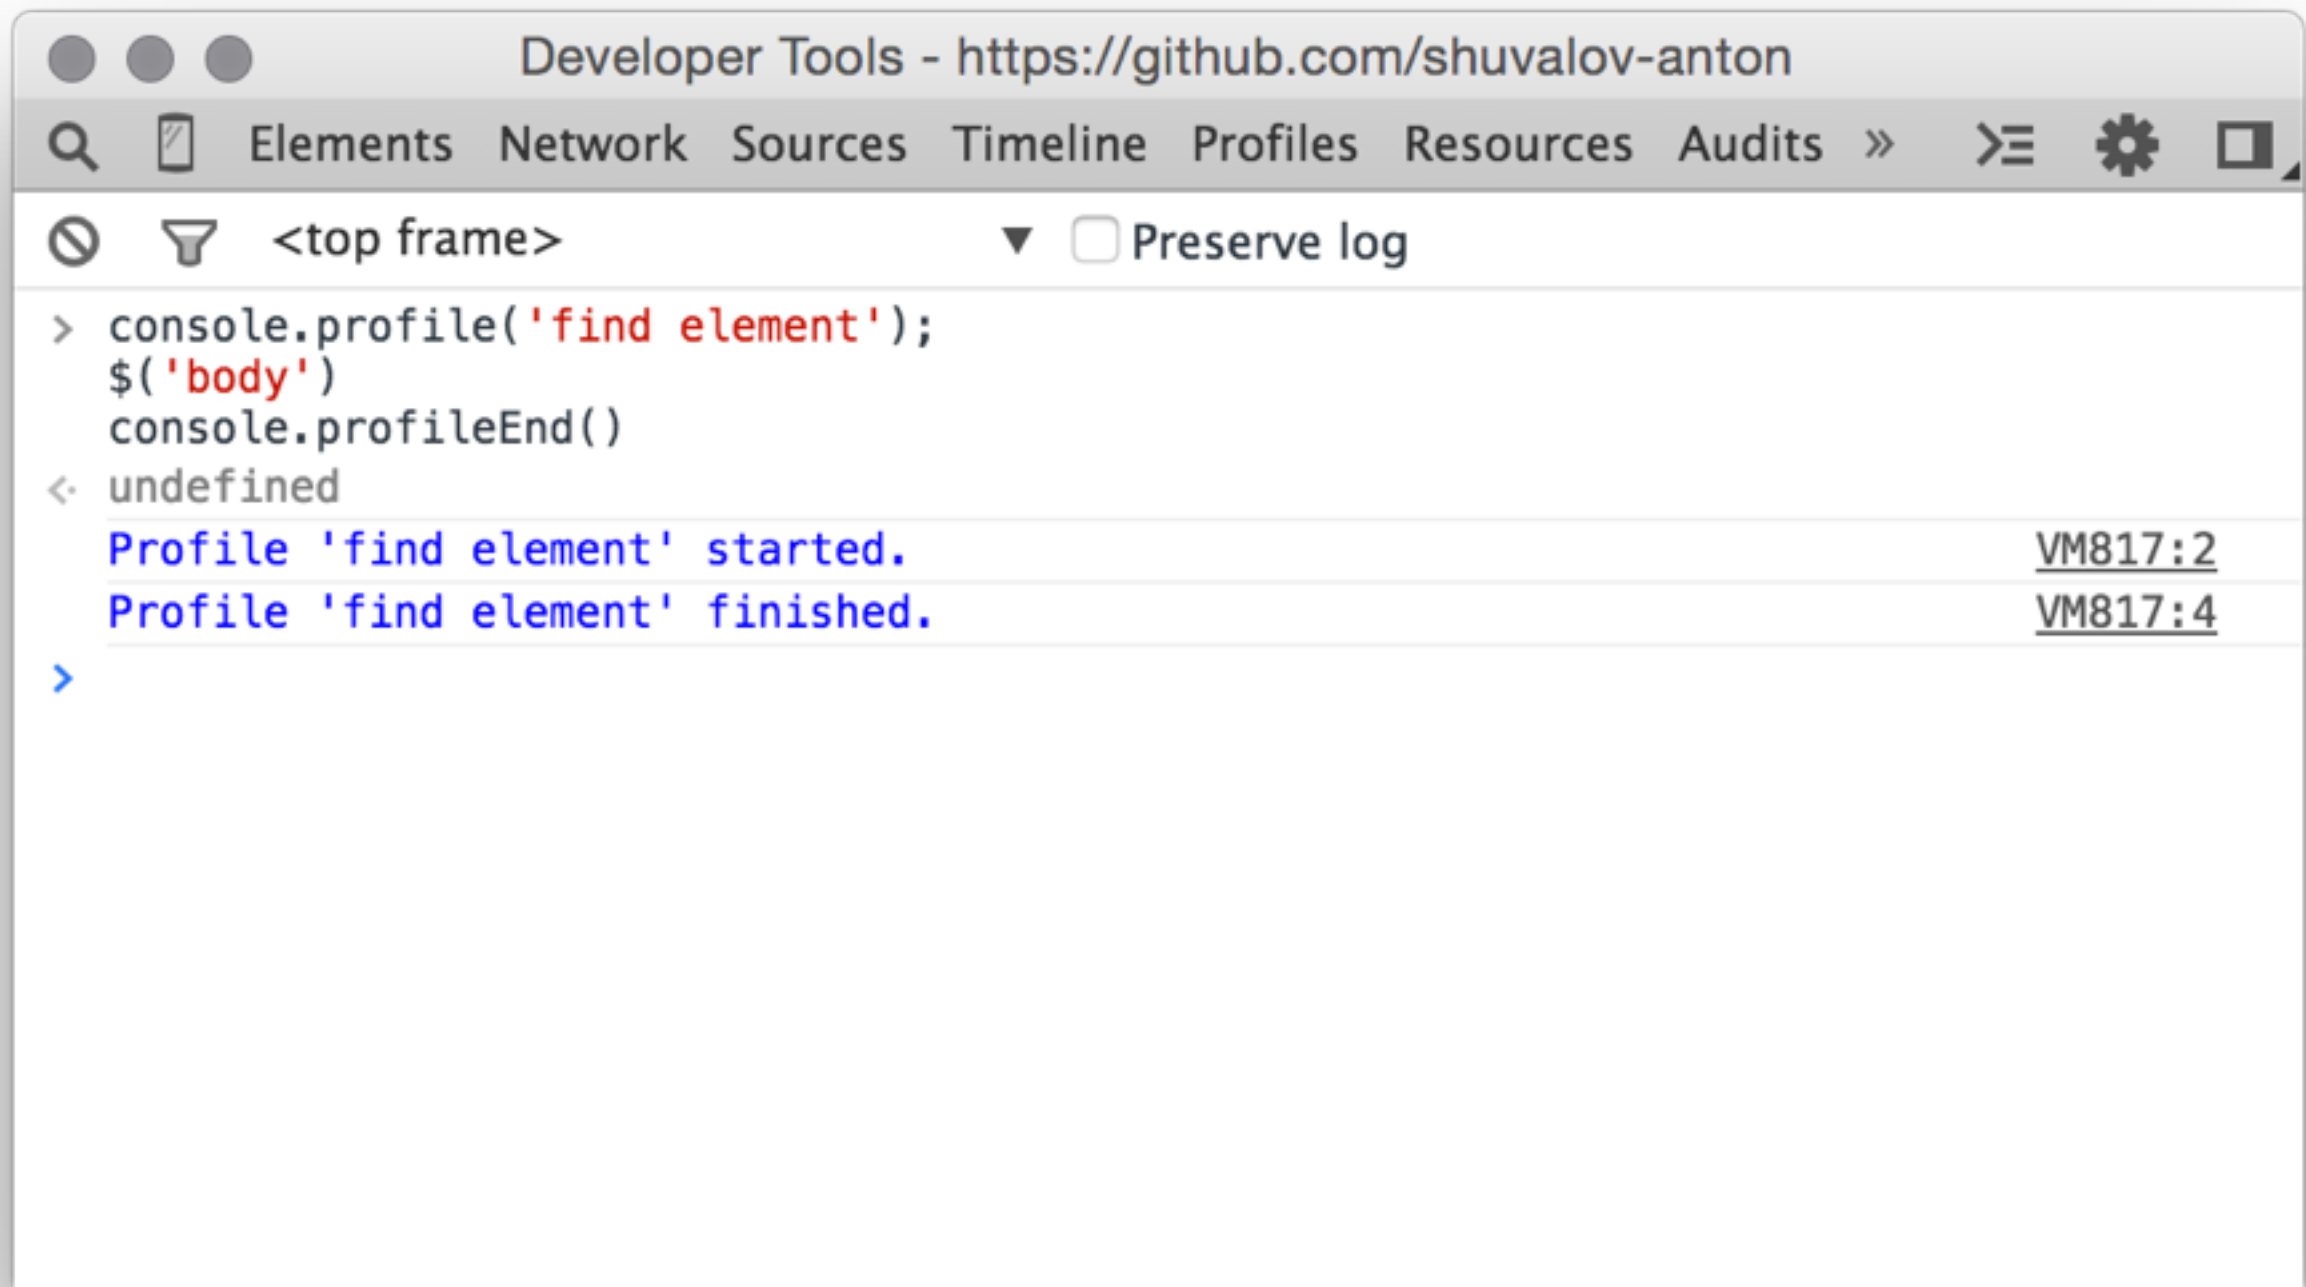 Developer Tools - https://github.com/shuvalov-anton
Elements Network Sources Timeline Profiles Resources Audits »
<top frame> ▼ Preserve log
> console.profile('find element');
$('body')
console.profileEnd()
undefined
Profile 'find element' started. VM817:2
Profile 'find element' finished. VM817:4
>